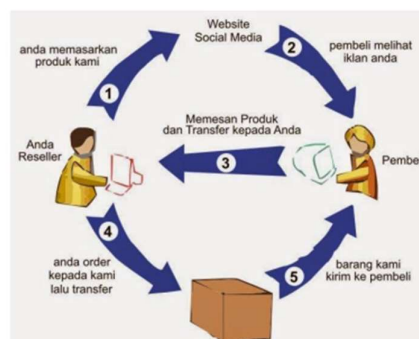 Website
Social Media
anda memasarkan
produk kami
1
2
pembeli melihat
iklan anda
Memesan Produk
dan Transfer kepada Anda
3
Anda
Reseller
Pembe
4
anda order
kepada kami
lalu transfer
5
barang kami
kirim ke pembeli